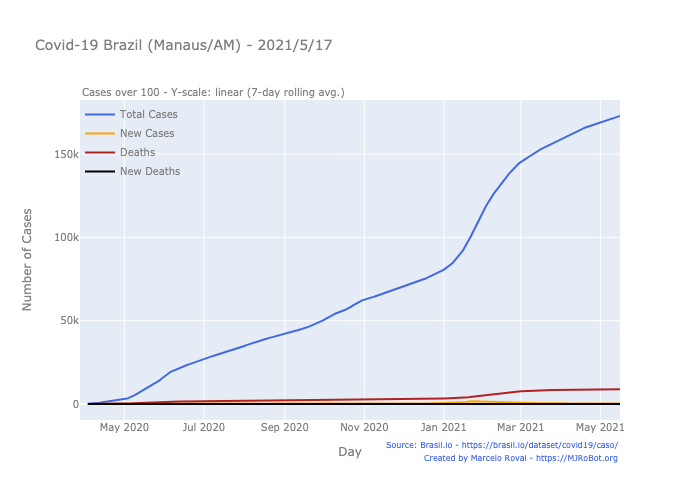 Covid-19 Brazil (Manaus/AM) - 2021/5/17
Cases over 100 - Y-scale: linear (7-day rolling avg.)
Total Cases
New Cases
Deaths
New Deaths
150k
100k
50k
0
Number of Cases
May 2020 Jul 2020 Sep 2020 Nov 2020 Jan 2021 Mar 2021 May 2021
Day
Source: Brasil.io - https://brasil.io/dataset/covid19/caso/
Created by Marcelo Rovai - https://MJRoBot.org